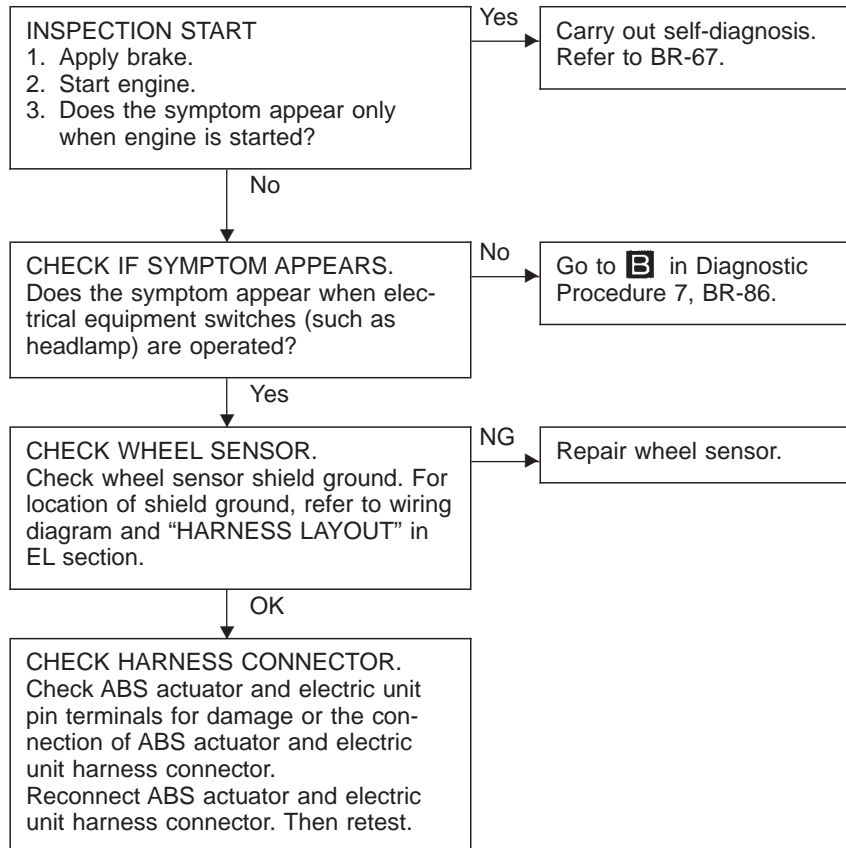 INSPECTION START
1. Apply brake.
2. Start engine.
3. Does the symptom appear only
when engine is started?
Yes
Carry out self-diagnosis.
Refer to BR-67.
No
CHECK IF SYMPTOM APPEARS.
Does the symptom appear when elec-
trical equipment switches (such as
headlamp) are operated?
No
Go to B in Diagnostic
Procedure 7, BR-86.
Yes
CHECK WHEEL SENSOR.
Check wheel sensor shield ground. For
location of shield ground, refer to wiring
diagram and “HARNESS LAYOUT” in
EL section.
NG
Repair wheel sensor.
OK
CHECK HARNESS CONNECTOR.
Check ABS actuator and electric unit
pin terminals for damage or the con-
nection of ABS actuator and electric
unit harness connector.
Reconnect ABS actuator and electric
unit harness connector. Then retest.